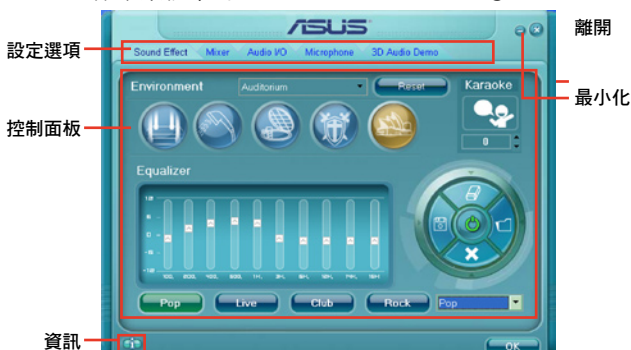 ASUS
離開
設定選項
Sound Effect Mixer Audio I/O Microphone 3D Audio Demo
最小化
Environment Auditorium Reset Karaoke
控制面板
0
Equalizer
Pop Live Club Rock Pop
資訊
OK